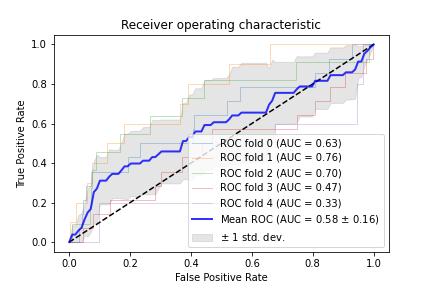 Receiver operating characteristic
True Positive Rate
1.0
0.8
0.6
0.4
0.2
0.0
ROC fold 0 (AUC = 0.63)
ROC fold 1 (AUC = 0.76)
ROC fold 2 (AUC = 0.70)
ROC fold 3 (AUC = 0.47)
ROC fold 4 (AUC = 0.33)
Mean ROC (AUC = 0.58 ± 0.16)
± 1 std. dev.
0.0 0.2 0.4 0.6 0.8 1.0
False Positive Rate